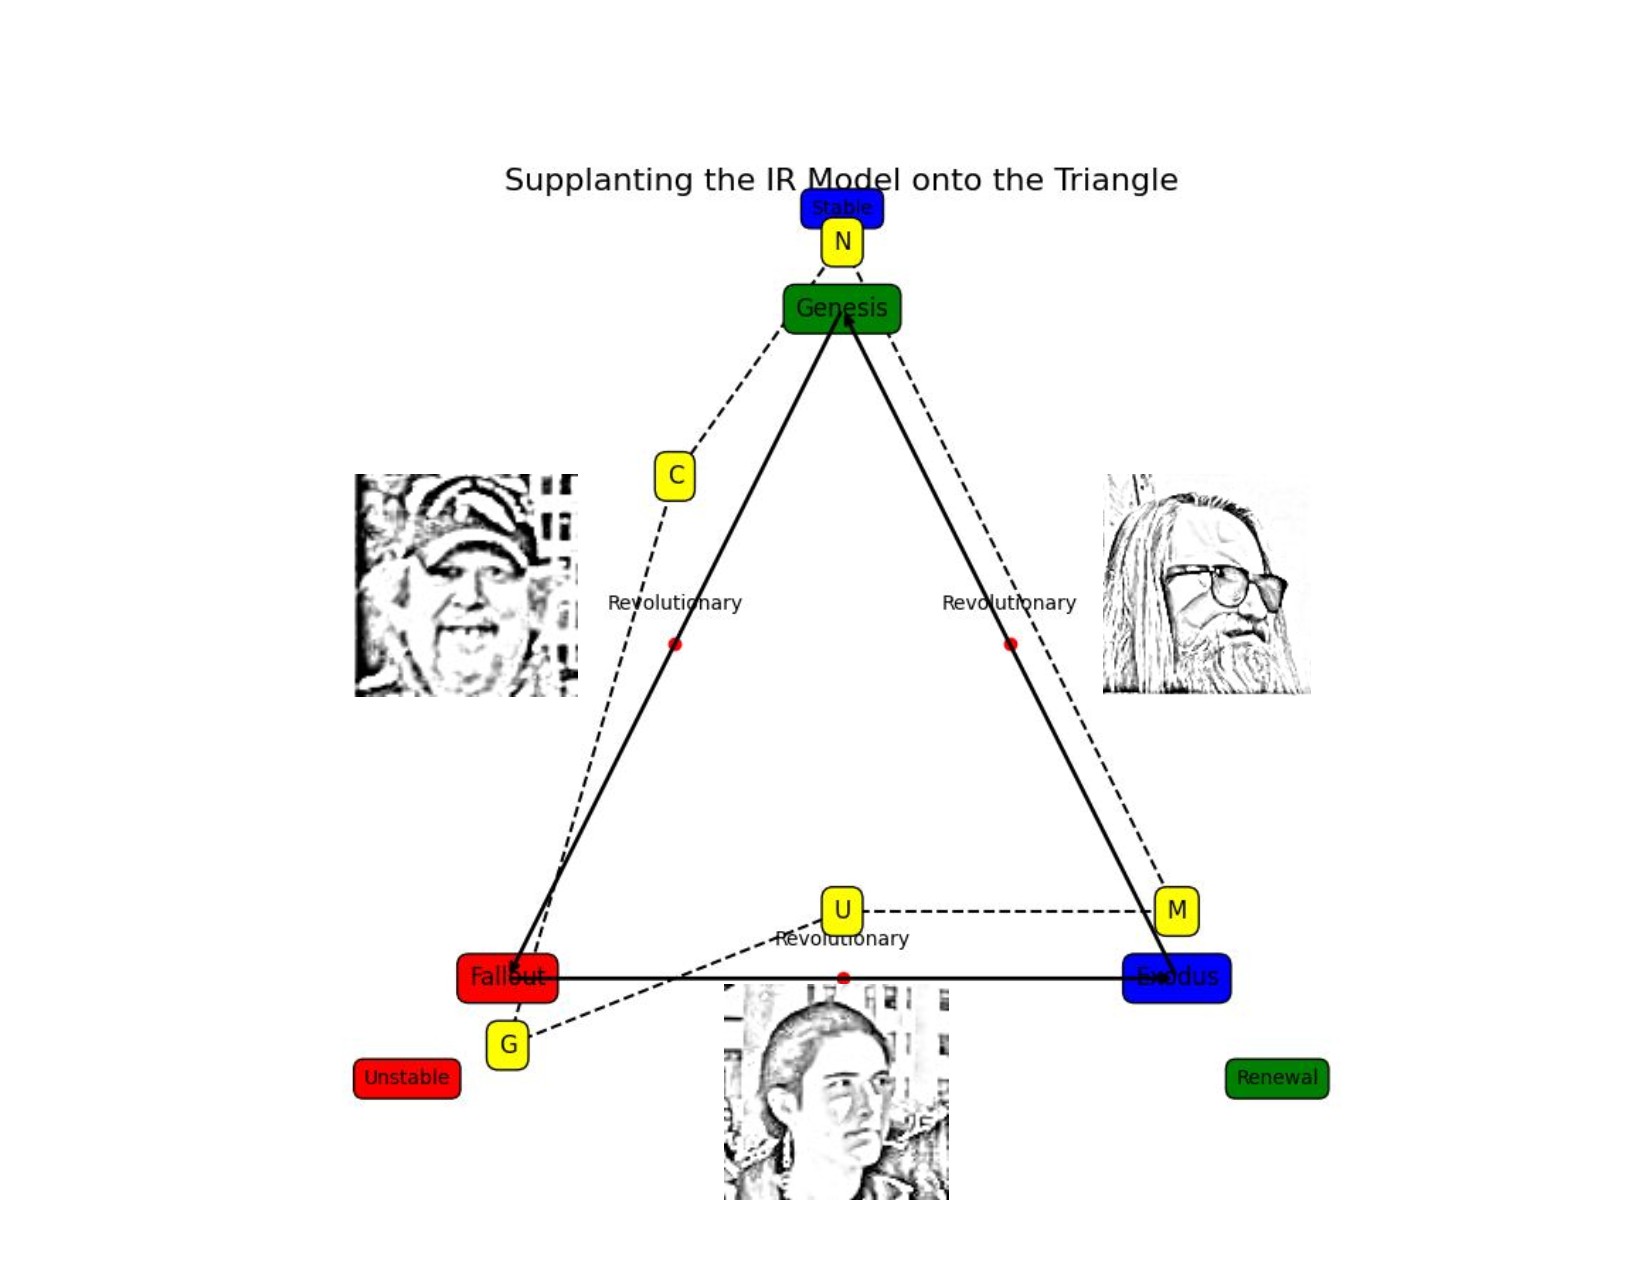 Supplanting the IR Model onto the Triangle
Stable
N
Genesis
C
Revolutionary
Revolutionary
U
M
Revolutionary
Fallout
Exodus
G
Unstable
Renewal